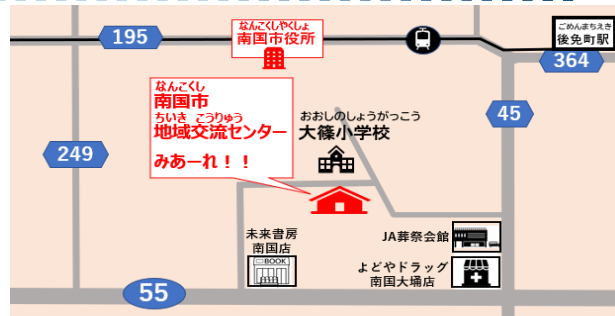 なんこくしやくしょ
南国市役所
195
ごめんまちえき
後免町駅
364
なんこくし
南国市
ちいき こうりゅう
地域交流センター
みあーれ！！
おおしのしょうがっこう
大篠小学校
45
249
未来書房
南国店
BOOK
JA葬祭会館
よどやドラッグ
南国大埇店
55